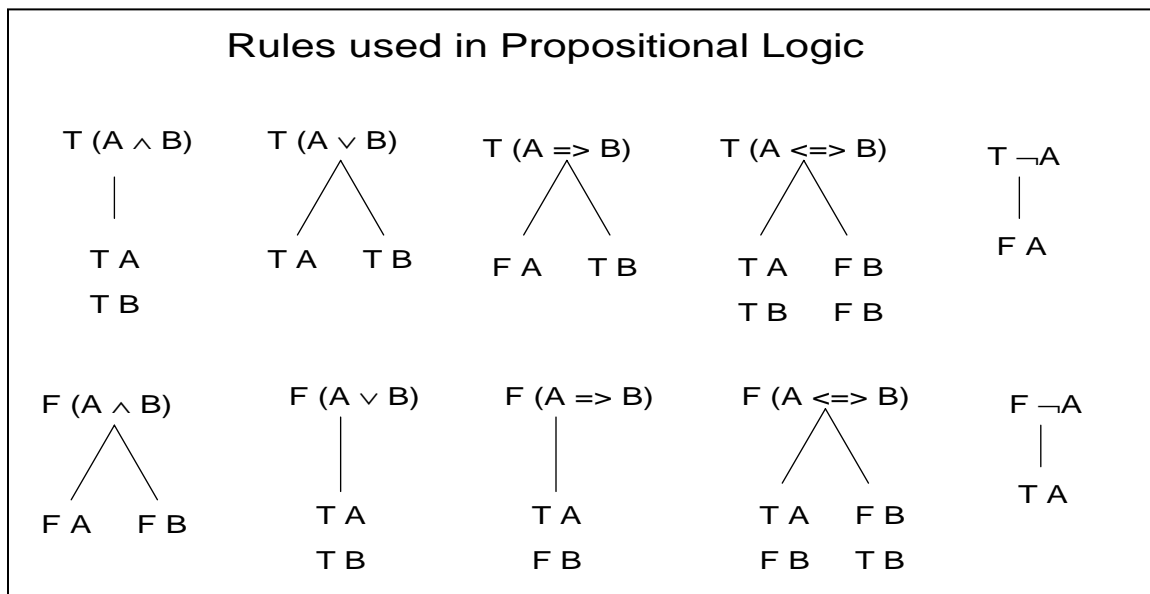 Rules used in Propositional Logic
T (A ∧ B) T (A ∨ B) T (A => B) T (A <=> B) T ¬A
T A T A T B F A T B T A F B F A
T B T B F B
F (A ∧ B) F (A ∨ B) F (A => B) F (A <=> B) F ¬A
F A F B T A T A T A F B T A
T B F B F B T B